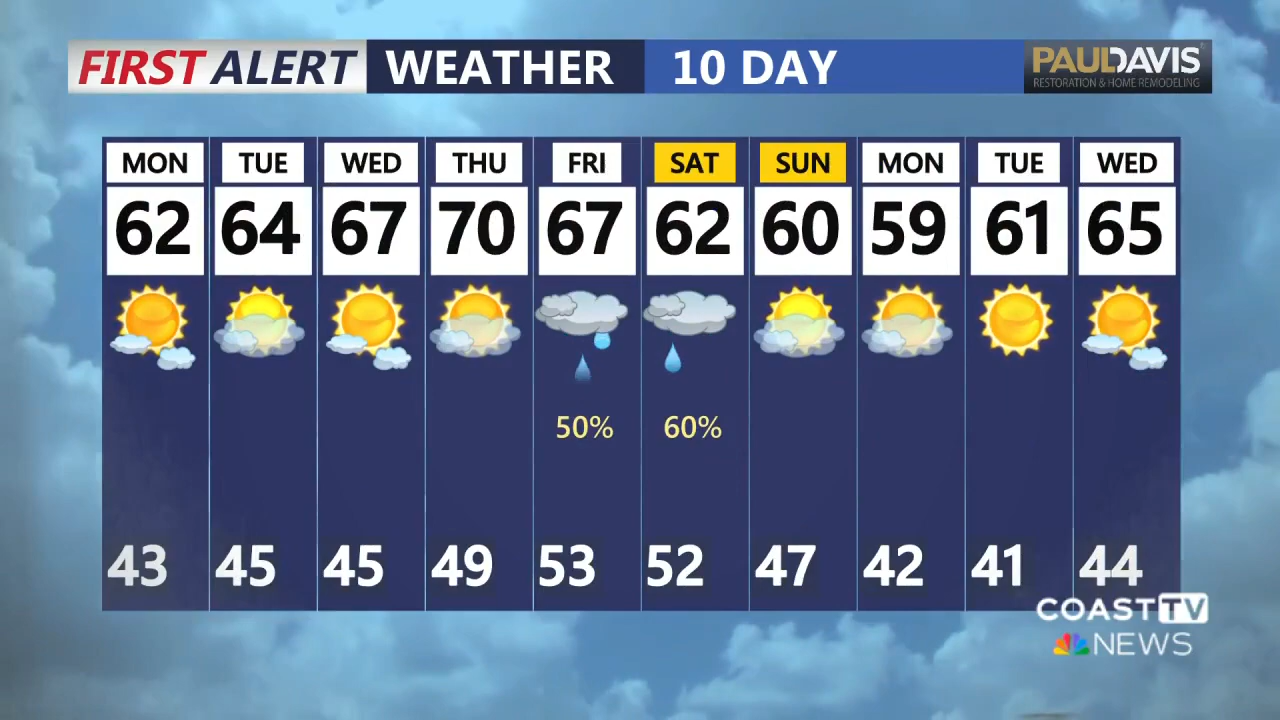 FIRST ALERT WEATHER 10 DAY
PAUL DAVIS
RESTORATION & HOME REMODELING
MON TUE WED THU FRI SAT SUN MON TUE WED
62 64 67 70 67 62 60 59 61 65
50% 60%
43 45 45 49 53 52 47 42 41 44
COAST TV
NEWS